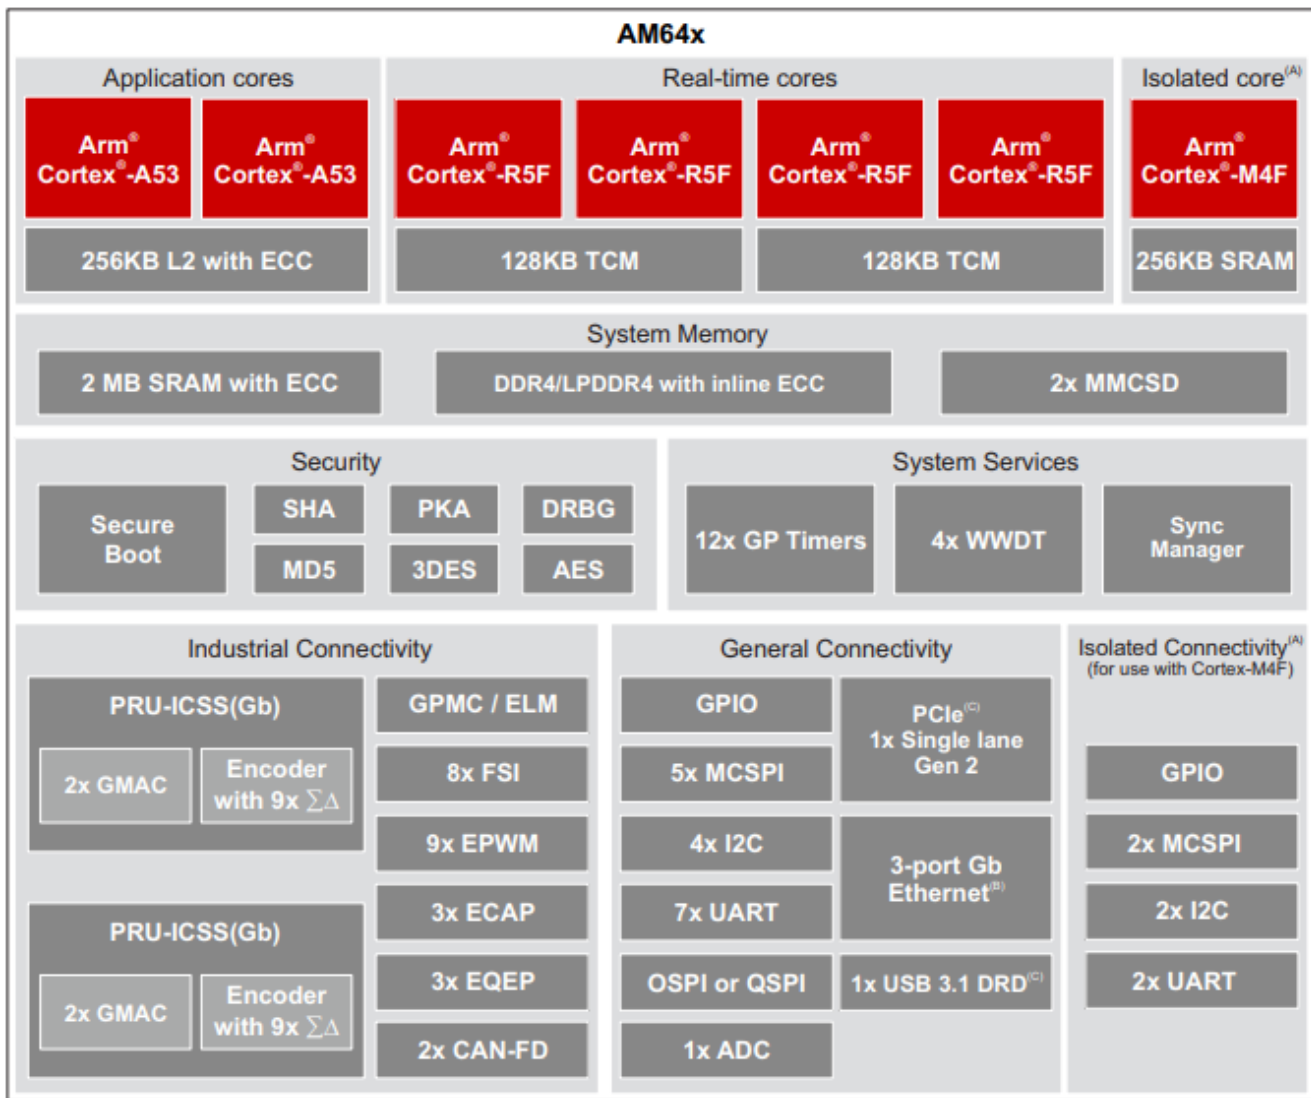 AM64x
Application cores
Arm®
Cortex®-A53
Arm®
Cortex®-A53
256KB L2 with ECC
Real-time cores
Arm®
Cortex®-R5F
Arm®
Cortex®-R5F
Arm®
Cortex®-R5F
Arm®
Cortex®-R5F
128KB TCM
128KB TCM
Isolated core(A)
Arm®
Cortex®-M4F
256KB SRAM
System Memory
2 MB SRAM with ECC
DDR4/LPDDR4 with inline ECC
2x MMCSD
Security
Secure
Boot
SHA
PKA
DRBG
MD5
3DES
AES
System Services
12x GP Timers
4x WWDT
Sync
Manager
Industrial Connectivity
PRU-ICSS(Gb)
2x GMAC
Encoder
with 9x ∑∆
PRU-ICSS(Gb)
2x GMAC
Encoder
with 9x ∑∆
GPMC / ELM
8x FSI
9x EPWM
3x ECAP
3x EQEP
2x CAN-FD
General Connectivity
GPIO
5x MCSPI
4x I2C
7x UART
OSPI or QSPI
1x ADC
PCIe(C)
1x Single lane
Gen 2
3-port Gb
Ethernet(B)
1x USB 3.1 DRD(C)
Isolated Connectivity(A)
(for use with Cortex-M4F)
GPIO
2x MCSPI
2x I2C
2x UART